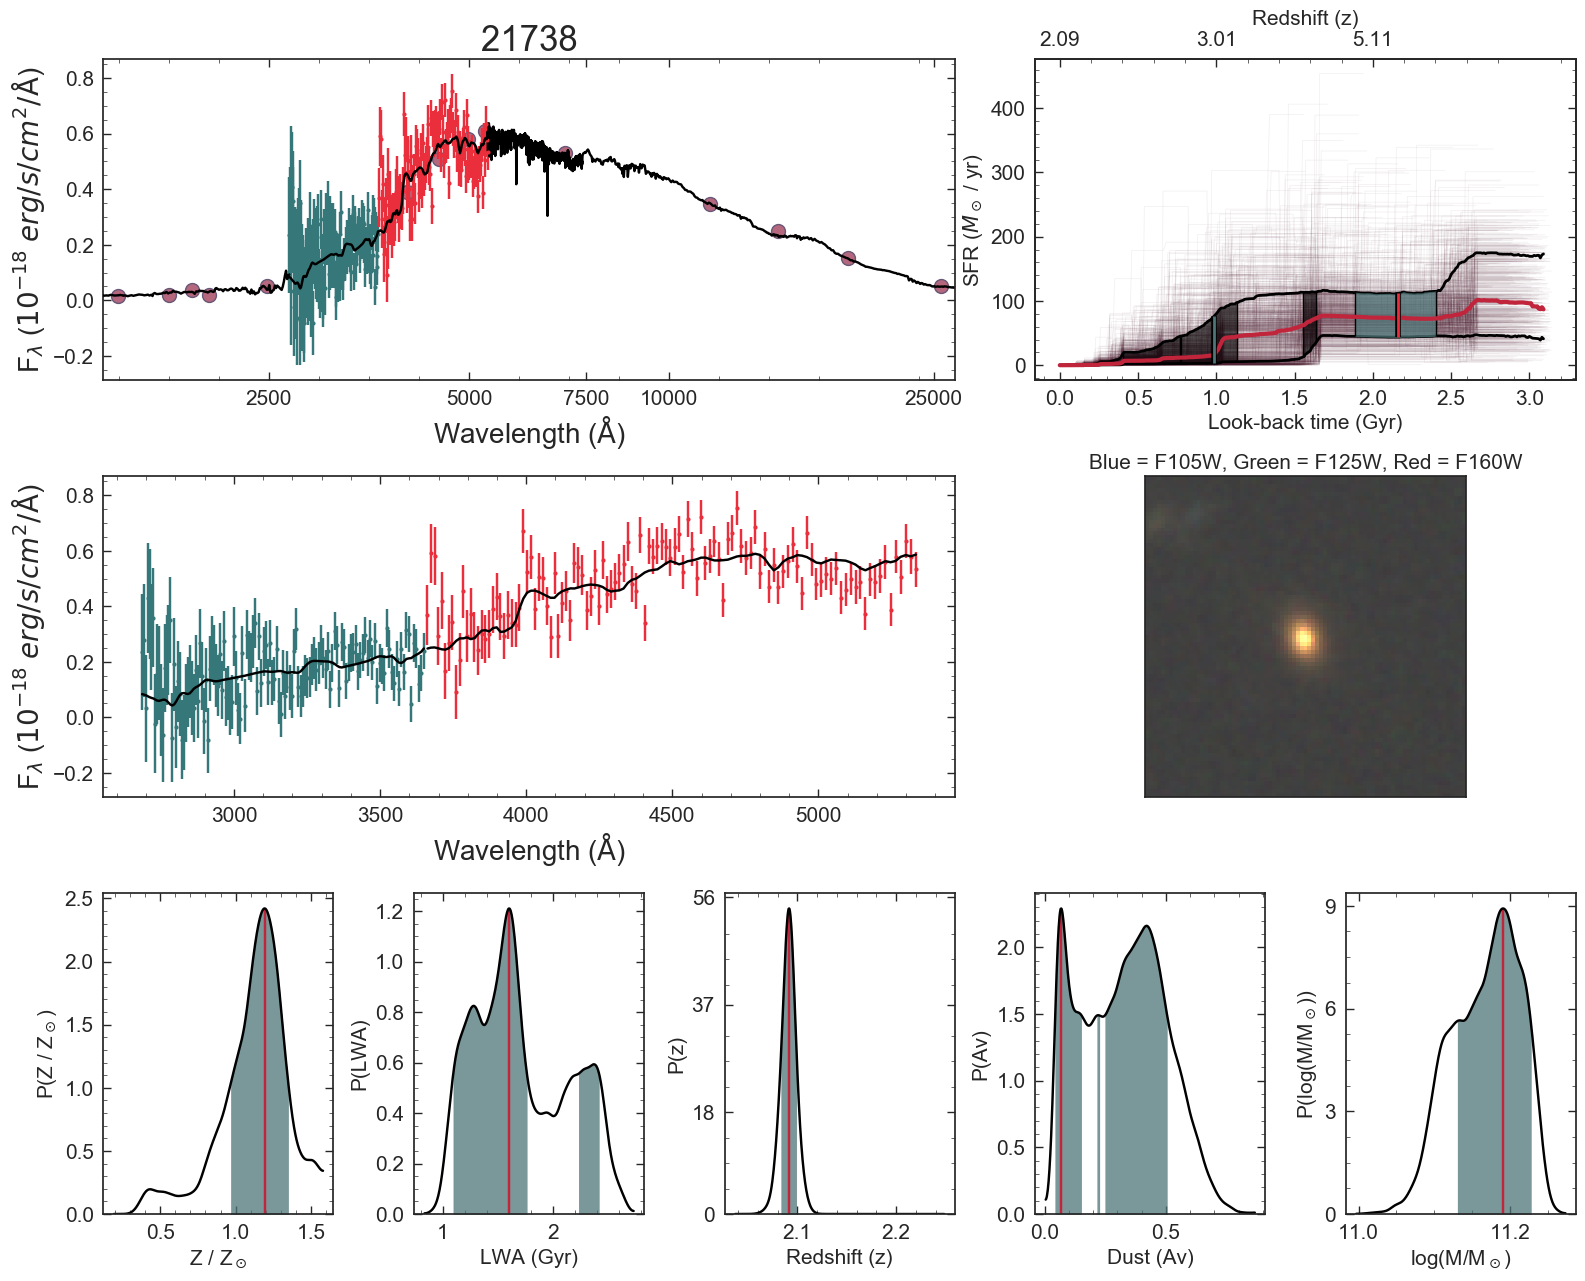 21738
0.8
0.6
0.4
0.2
0.0
−0.2
F_λ (10^{−18} erg/s/cm^2/Å)
2500 5000 7500 10000 25000
Wavelength (Å)
Redshift (z)
2.09 3.01 5.11
400
300
200
100
0
SFR (M_⊙ / yr)
0.0 0.5 1.0 1.5 2.0 2.5 3.0
Look-back time (Gyr)
0.8
0.6
0.4
0.2
0.0
−0.2
F_λ (10^{−18} erg/s/cm^2/Å)
3000 3500 4000 4500 5000
Wavelength (Å)
Blue = F105W, Green = F125W, Red = F160W
2.5
2.0
1.5
1.0
0.5
0.0
P(Z / Z_⊙)
0.5 1.0 1.5
Z / Z_⊙
1.2
1.0
0.8
0.6
0.4
0.2
0.0
P(LWA)
1 2
LWA (Gyr)
56
37
18
0
P(z)
2.1 2.2
Redshift (z)
2.0
1.5
1.0
0.5
0.0
P(Av)
0.0 0.5
Dust (Av)
9
6
3
0
P(log(M/M_⊙))
11.0 11.2
log(M/M_⊙)